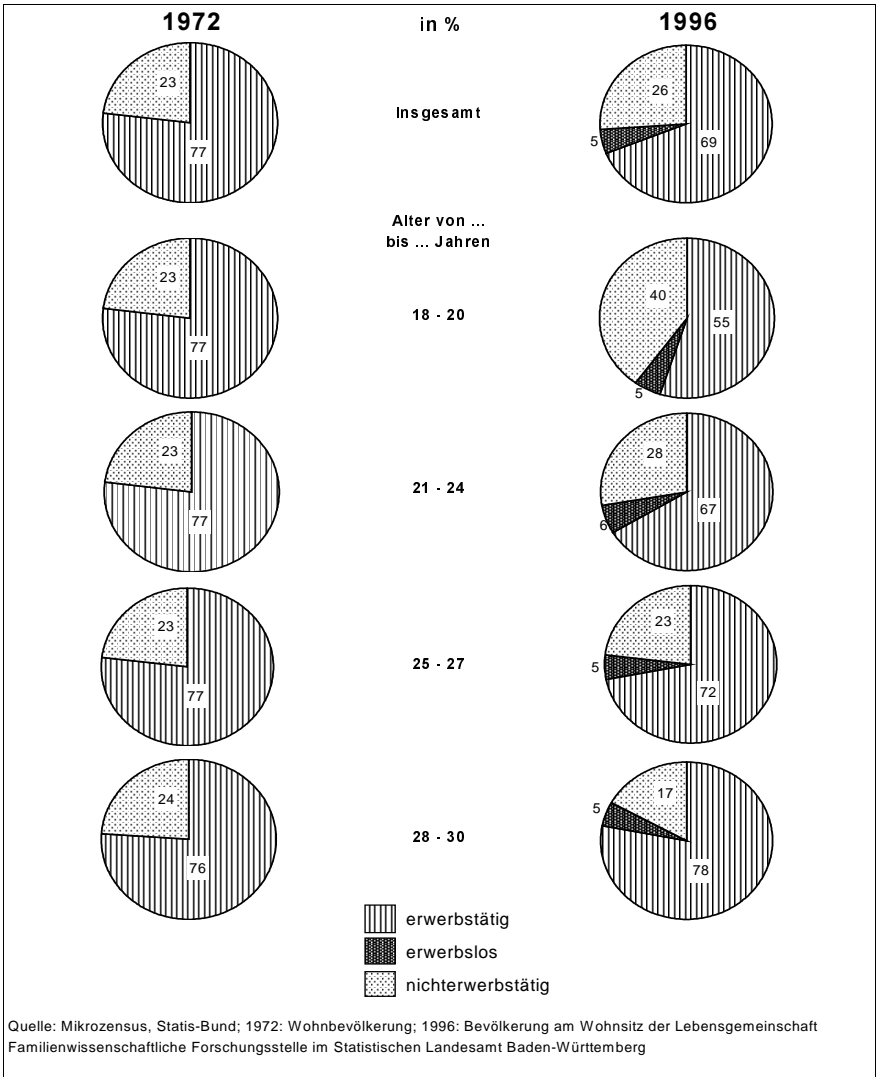 1972 in % 1996
23
77
Insgesamt
26
5
69
Alter von ...
bis ... Jahren
23
77
18 - 20
40
55
5
23
77
21 - 24
28
67
6
23
77
25 - 27
23
5
72
24
76
28 - 30
17
5
78
erwerbstätig
erwerbslos
nichterwerbstätig
Quelle: Mikrozensus, Statis-Bund; 1972: Wohnbevölkerung; 1996: Bevölkerung am Wohnsitz der Lebensgemeinschaft
Familienwissenschaftliche Forschungsstelle im Statistischen Landesamt Baden-Württemberg